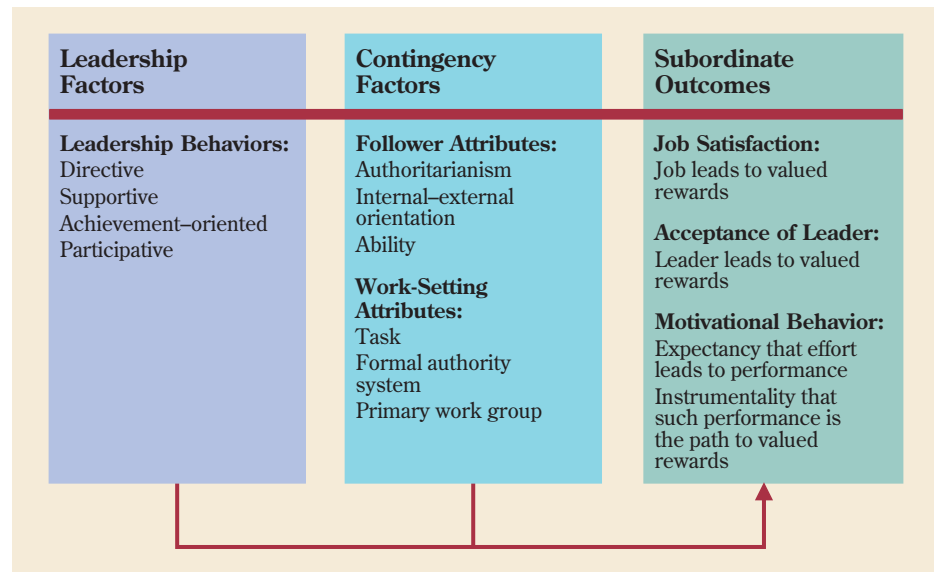 Leadership
Factors
Leadership Behaviors:
Directive
Supportive
Achievement–oriented
Participative
Contingency
Factors
Follower Attributes:
Authoritarianism
Internal–external
orientation
Ability
Work-Setting
Attributes:
Task
Formal authority
system
Primary work group
Subordinate
Outcomes
Job Satisfaction:
Job leads to valued
rewards
Acceptance of Leader:
Leader leads to valued
rewards
Motivational Behavior:
Expectancy that effort
leads to performance
Instrumentality that
such performance is
the path to valued
rewards